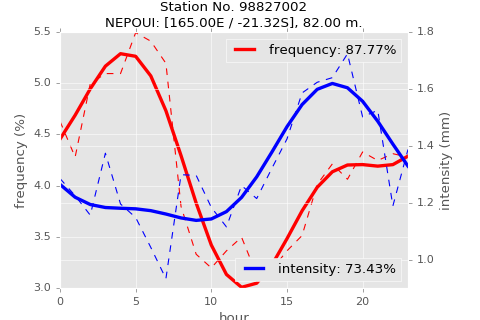 Station No. 98827002
NEPOUI: [165.00E / -21.32S], 82.00 m.
5.5
5.0
4.5
4.0
3.5
3.0
frequency (%)
frequency: 87.77%
intensity: 73.43%
1.8
1.6
1.4
1.2
1.0
intensity (mm)
0
5
10
15
20
hour